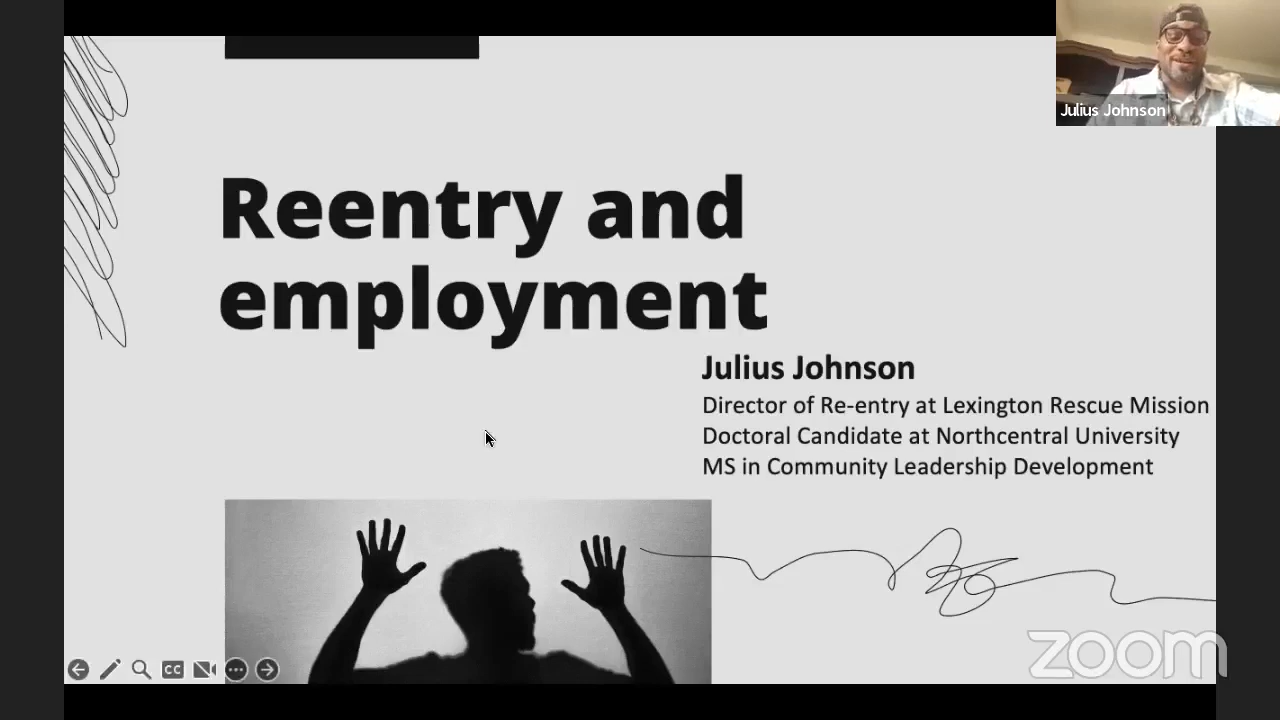 Julius Johnson
Reentry and
employment
Julius Johnson
Director of Re-entry at Lexington Rescue Mission
Doctoral Candidate at Northcentral University
MS in Community Leadership Development
CC
zoom